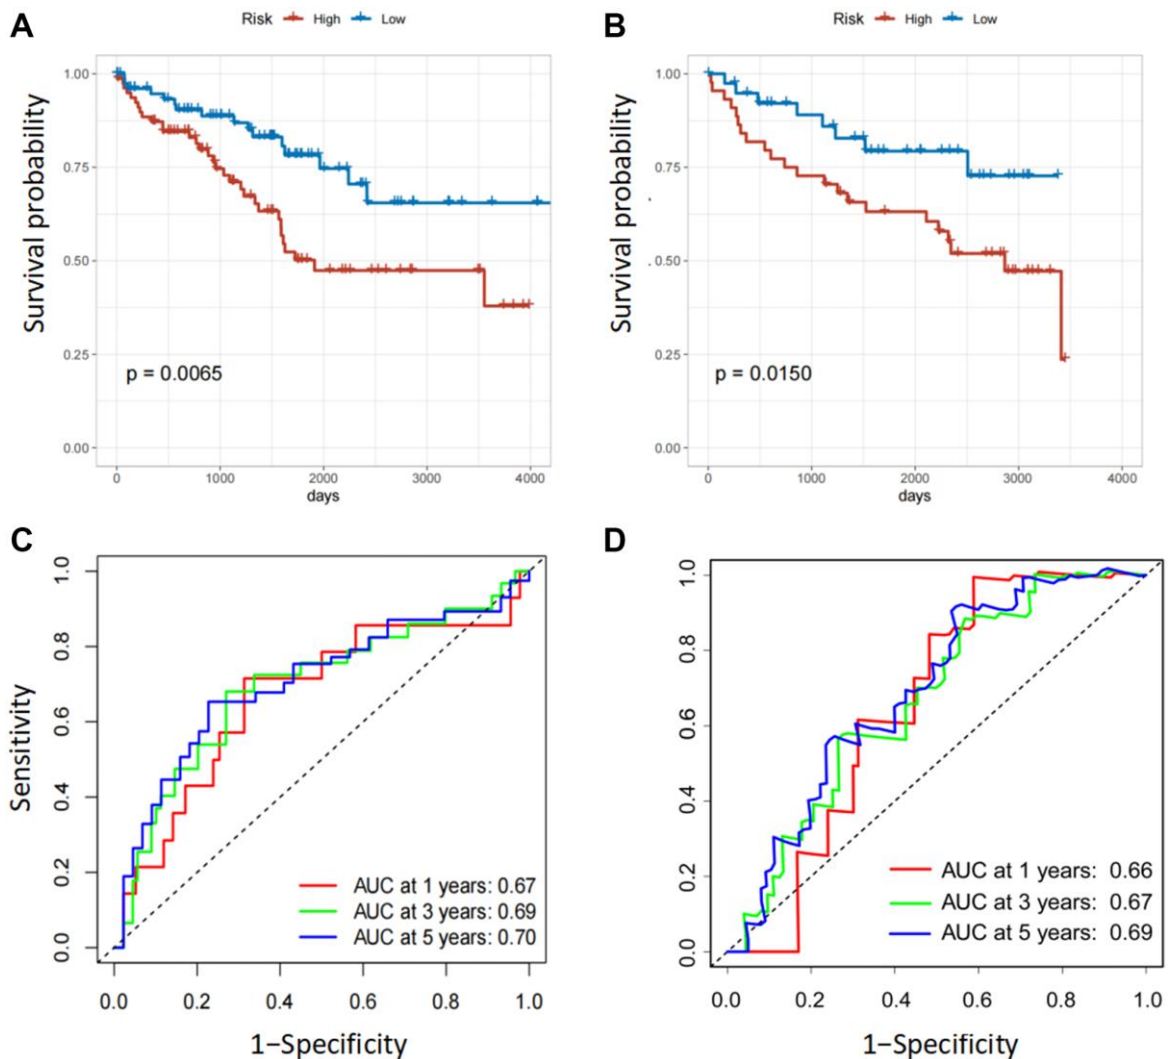 A
Risk High Low
Survival probability
1.00
0.75
0.50
0.25
0.00
p = 0.0065
0 1000 2000 3000 4000
days
B
Risk High Low
Survival probability
1.00
0.75
0.50
0.25
0.00
p = 0.0150
0 1000 2000 3000 4000
days
C
Sensitivity
1.0
0.8
0.6
0.4
0.2
0.0
AUC at 1 years: 0.67
AUC at 3 years: 0.69
AUC at 5 years: 0.70
0.0 0.2 0.4 0.6 0.8 1.0
1−Specificity
D
1.0
0.8
0.6
0.4
0.2
0.0
AUC at 1 years: 0.66
AUC at 3 years: 0.67
AUC at 5 years: 0.69
0.0 0.2 0.4 0.6 0.8 1.0
1−Specificity